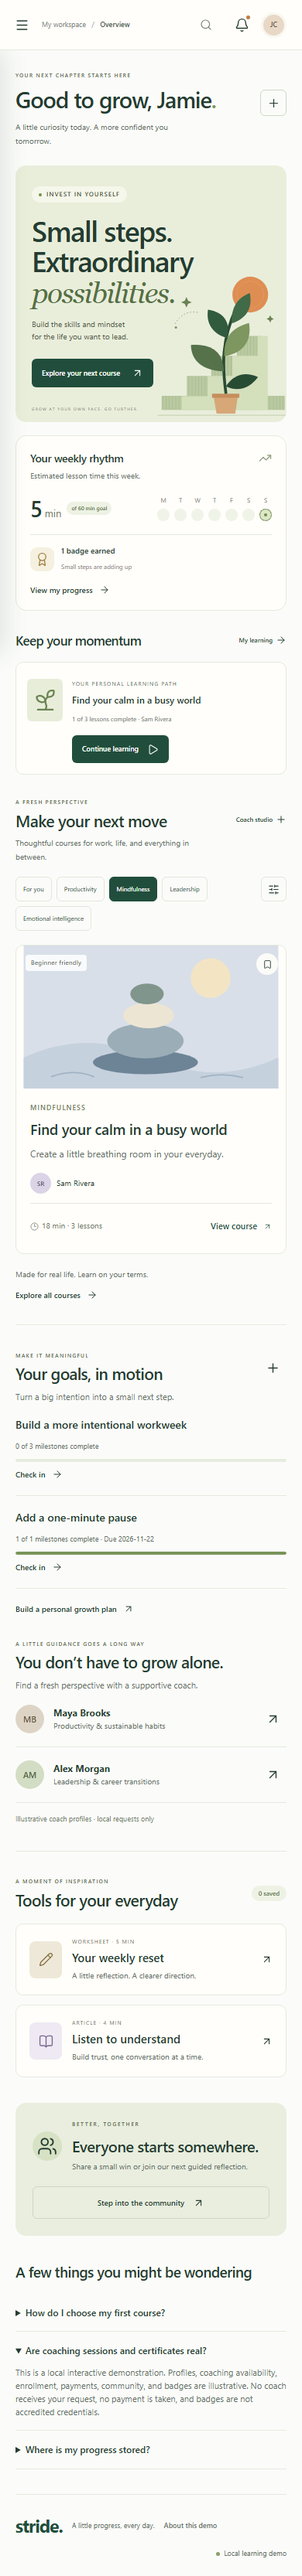 My workspace / Overview
JC
YOUR NEXT CHAPTER STARTS HERE
Good to grow, Jamie.
A little curiosity today. A more confident you
tomorrow.
INVEST IN YOURSELF
Small steps.
Extraordinary
possibilities.
Build the skills and mindset
for the life you want to lead.
Explore your next course
GROW AT YOUR OWN PACE. GO FURTHER.
Your weekly rhythm
Estimated lesson time this week.
5 min of 60 min goal
M T W T F S S
1 badge earned
Small steps are adding up
View my progress
Keep your momentum
My learning
YOUR PERSONAL LEARNING PATH
Find your calm in a busy world
1 of 3 lessons complete · Sam Rivera
Continue learning
A FRESH PERSPECTIVE
Make your next move
Coach studio
Thoughtful courses for work, life, and everything in
between.
For you
Productivity
Mindfulness
Leadership
Emotional intelligence
Beginner friendly
MINDFULNESS
Find your calm in a busy world
Create a little breathing room in your everyday.
SR Sam Rivera
18 min · 3 lessons
View course
Made for real life. Learn on your terms.
Explore all courses
MAKE IT MEANINGFUL
Your goals, in motion
Turn a big intention into a small next step.
Build a more intentional workweek
0 of 3 milestones complete
Check in
Add a one-minute pause
1 of 1 milestones complete · Due 2026-11-22
Check in
Build a personal growth plan
A LITTLE GUIDANCE GOES A LONG WAY
You don’t have to grow alone.
Find a fresh perspective with a supportive coach.
MB
Maya Brooks
Productivity & sustainable habits
AM
Alex Morgan
Leadership & career transitions
Illustrative coach profiles · local requests only
A MOMENT OF INSPIRATION
Tools for your everyday
0 saved
WORKSHEET · 5 MIN
Your weekly reset
A little reflection. A clearer direction.
ARTICLE · 4 MIN
Listen to understand
Build trust, one conversation at a time.
BETTER, TOGETHER
Everyone starts somewhere.
Share a small win or join our next guided reflection.
Step into the community
A few things you might be wondering
How do I choose my first course?
Are coaching sessions and certificates real?
This is a local interactive demonstration. Profiles, coaching availability,
enrollment, payments, community, and badges are illustrative. No coach
receives your request, no payment is taken, and badges are not
accredited credentials.
Where is my progress stored?
stride.
A little progress, every day.
About this demo
Local learning demo